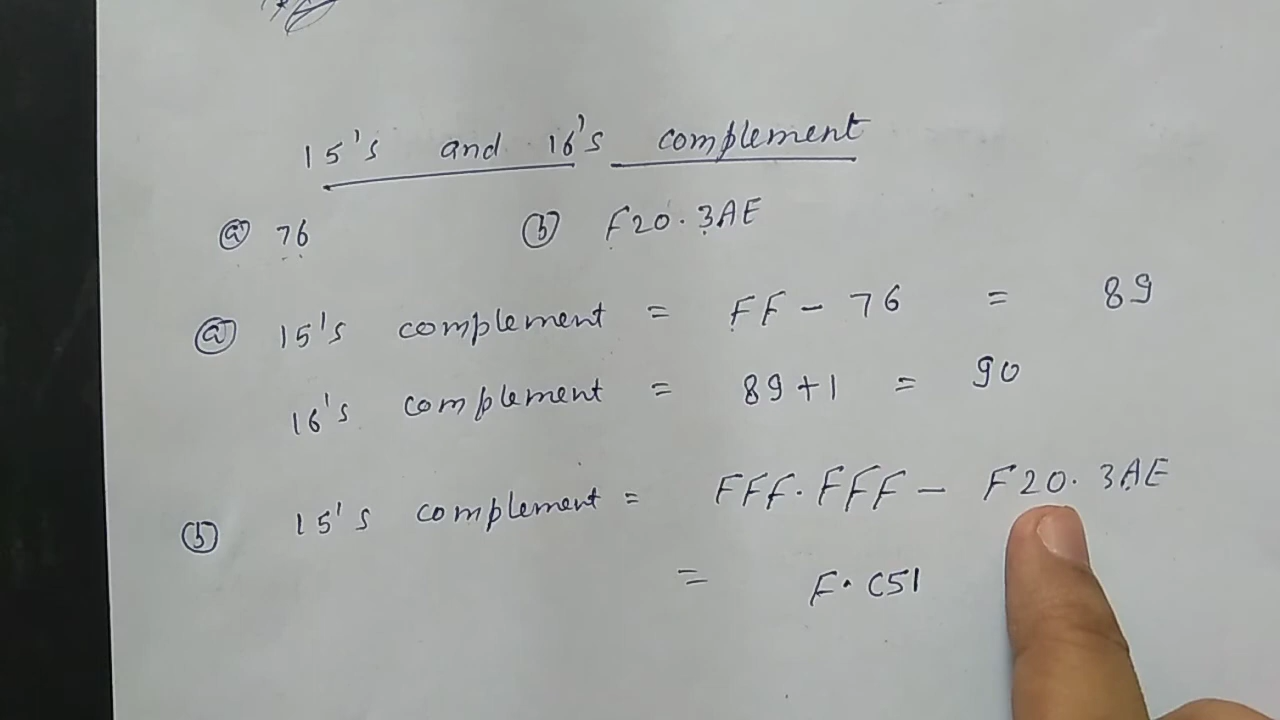 15's and 16's complement
ⓐ 76 ⓑ F20.3AE
ⓐ 15's complement = FF - 76 = 89
16's complement = 89+1 = 90
ⓑ 15's complement = FFF.FFF - F20.3AE
= F.C51